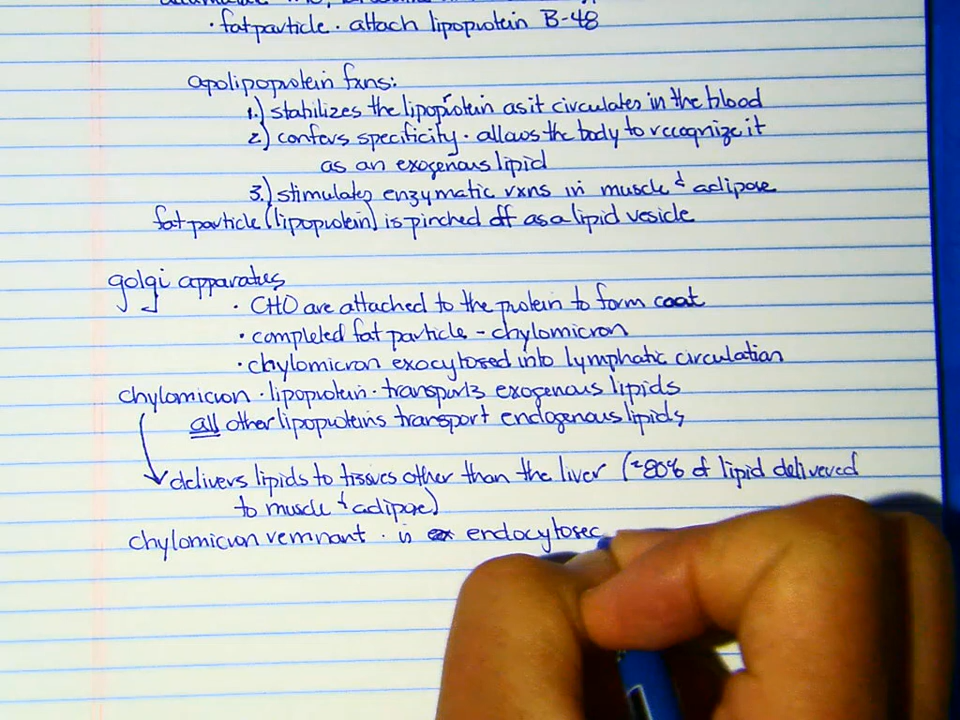 · fat particle · attach lipoprotein B-48
apolipoprotein fxns:
1.) stabilizes the lipoprotein as it circulates in the blood
2.) confers specificity · allows the body to recognize it
as an exogenous lipid
3.) stimulates enzymatic rxns in muscle & adipose
fat particle (lipoprotein) is pinched off as a lipid vesicle
golgi apparatus
· CHO are attached to the protein to form coat
· completed fat particle - chylomicron
· chylomicron exocytosed into lymphatic circulation
chylomicron · lipoprotein · transports exogenous lipids
all other lipoproteins transport endogenous lipids
delivers lipids to tissues other than the liver (≈80% of lipid delivered
to muscle & adipose)
chylomicron remnant · is endocytosec